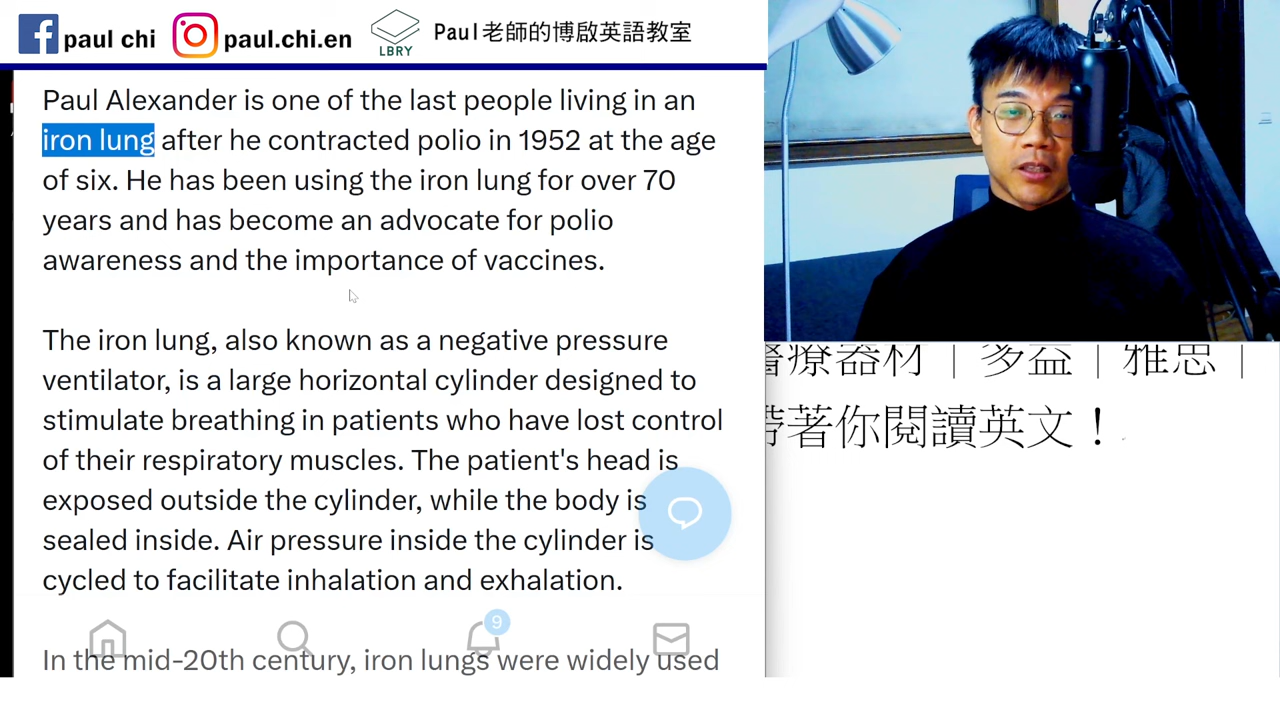 paul chi
paul.chi.en
LBRY
Paul老師的博啟英語教室
Paul Alexander is one of the last people living in an
iron lung after he contracted polio in 1952 at the age
of six. He has been using the iron lung for over 70
years and has become an advocate for polio
awareness and the importance of vaccines.
The iron lung, also known as a negative pressure
ventilator, is a large horizontal cylinder designed to
stimulate breathing in patients who have lost control
of their respiratory muscles. The patient's head is
exposed outside the cylinder, while the body is
sealed inside. Air pressure inside the cylinder is
cycled to facilitate inhalation and exhalation.
9
In the mid-20th century, iron lungs were widely used
醫療器材｜多益｜雅思｜
帶著你閱讀英文！